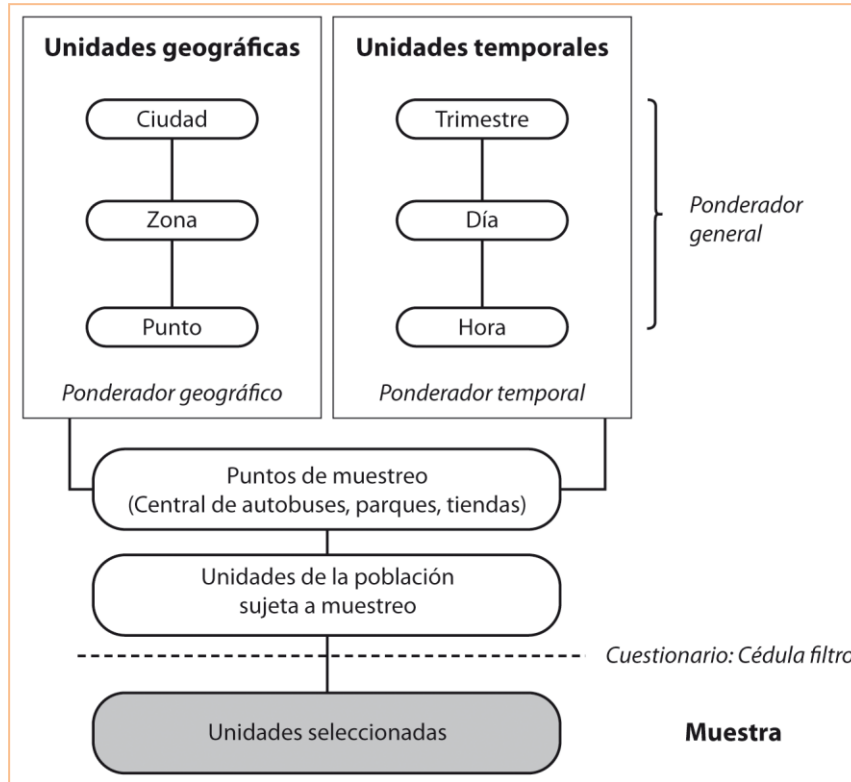 Unidades geográficas
Ciudad
Zona
Punto
Ponderador geográfico
Unidades temporales
Trimestre
Día
Hora
Ponderador temporal
Ponderador
general
Puntos de muestreo
(Central de autobuses, parques, tiendas)
Unidades de la población
sujeta a muestreo
Cuestionario: Cédula filtro
Unidades seleccionadas
Muestra